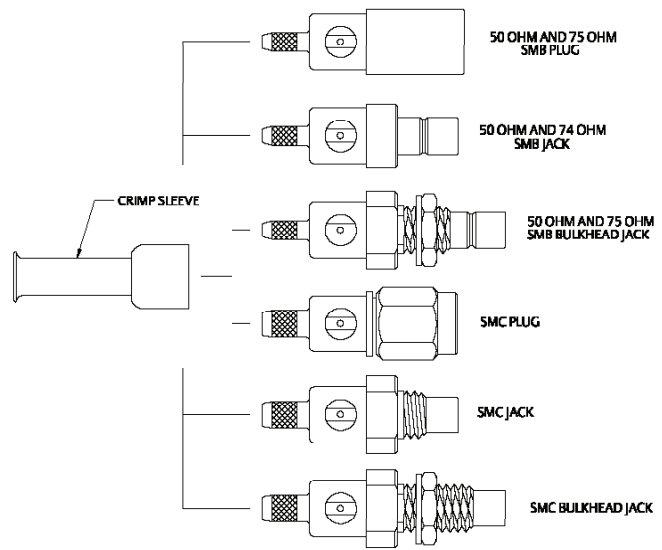 50 OHM AND 75 OHM
SMB PLUG
50 OHM AND 74 OHM
SMB JACK
CRIMP SLEEVE
50 OHM AND 75 OHM
SMB BULKHEAD JACK
SMC PLUG
SMC JACK
SMC BULKHEAD JACK